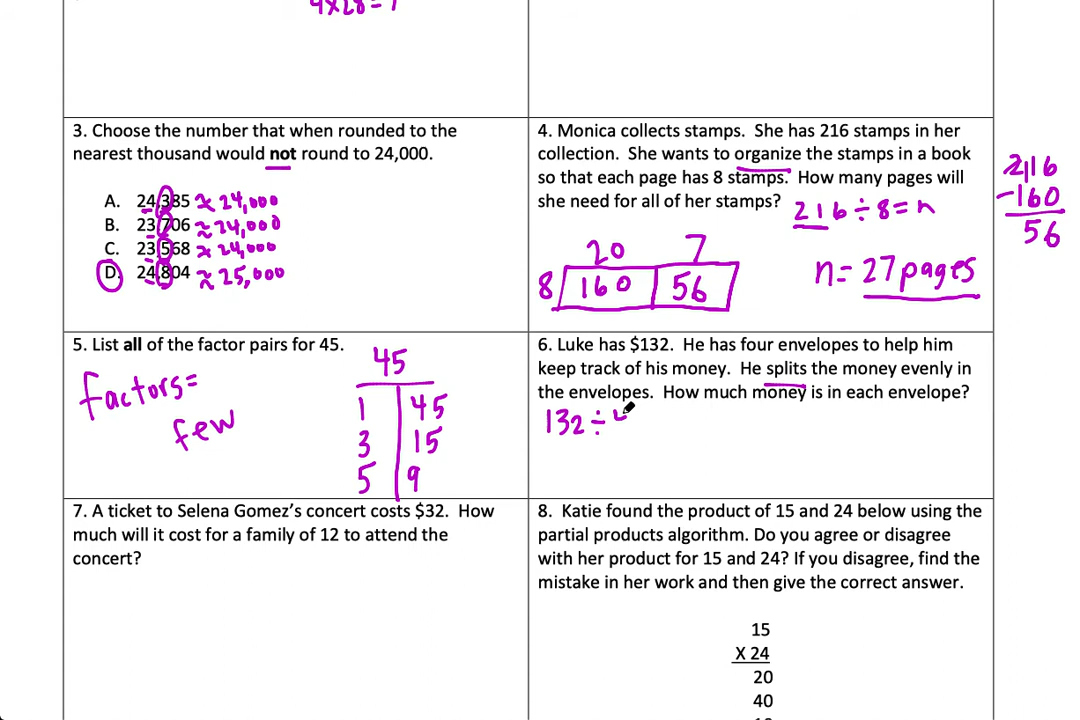 4x28=
3. Choose the number that when rounded to the
nearest thousand would not round to 24,000.
A. 24,385 ≈ 24,000
B. 23,706 ≈ 24,000
C. 23,568 ≈ 24,000
D. 24,804 ≈ 25,000
4. Monica collects stamps. She has 216 stamps in her
collection. She wants to organize the stamps in a book
so that each page has 8 stamps. How many pages will
she need for all of her stamps?
216÷8=n
20 7
8 160 56
n= 27 pages
216
-160
56
5. List all of the factor pairs for 45.
factors=
few
45
1 45
3 15
5 9
6. Luke has $132. He has four envelopes to help him
keep track of his money. He splits the money evenly in
the envelopes. How much money is in each envelope?
132÷
7. A ticket to Selena Gomez’s concert costs $32. How
much will it cost for a family of 12 to attend the
concert?
8. Katie found the product of 15 and 24 below using the
partial products algorithm. Do you agree or disagree
with her product for 15 and 24? If you disagree, find the
mistake in her work and then give the correct answer.
15
X 24
20
40